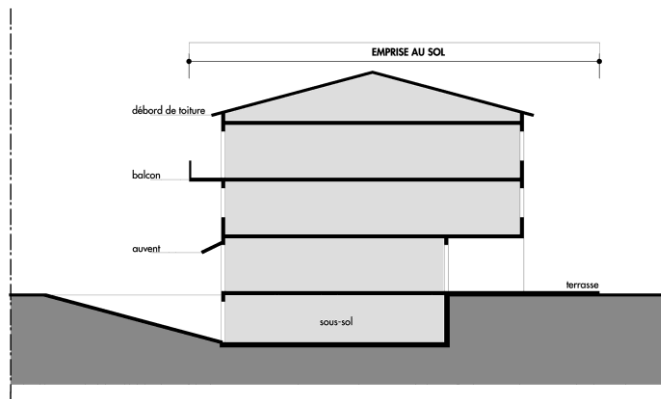 EMPRISE AU SOL
débord de toiture
balcon
auvent
terrasse
sous-sol